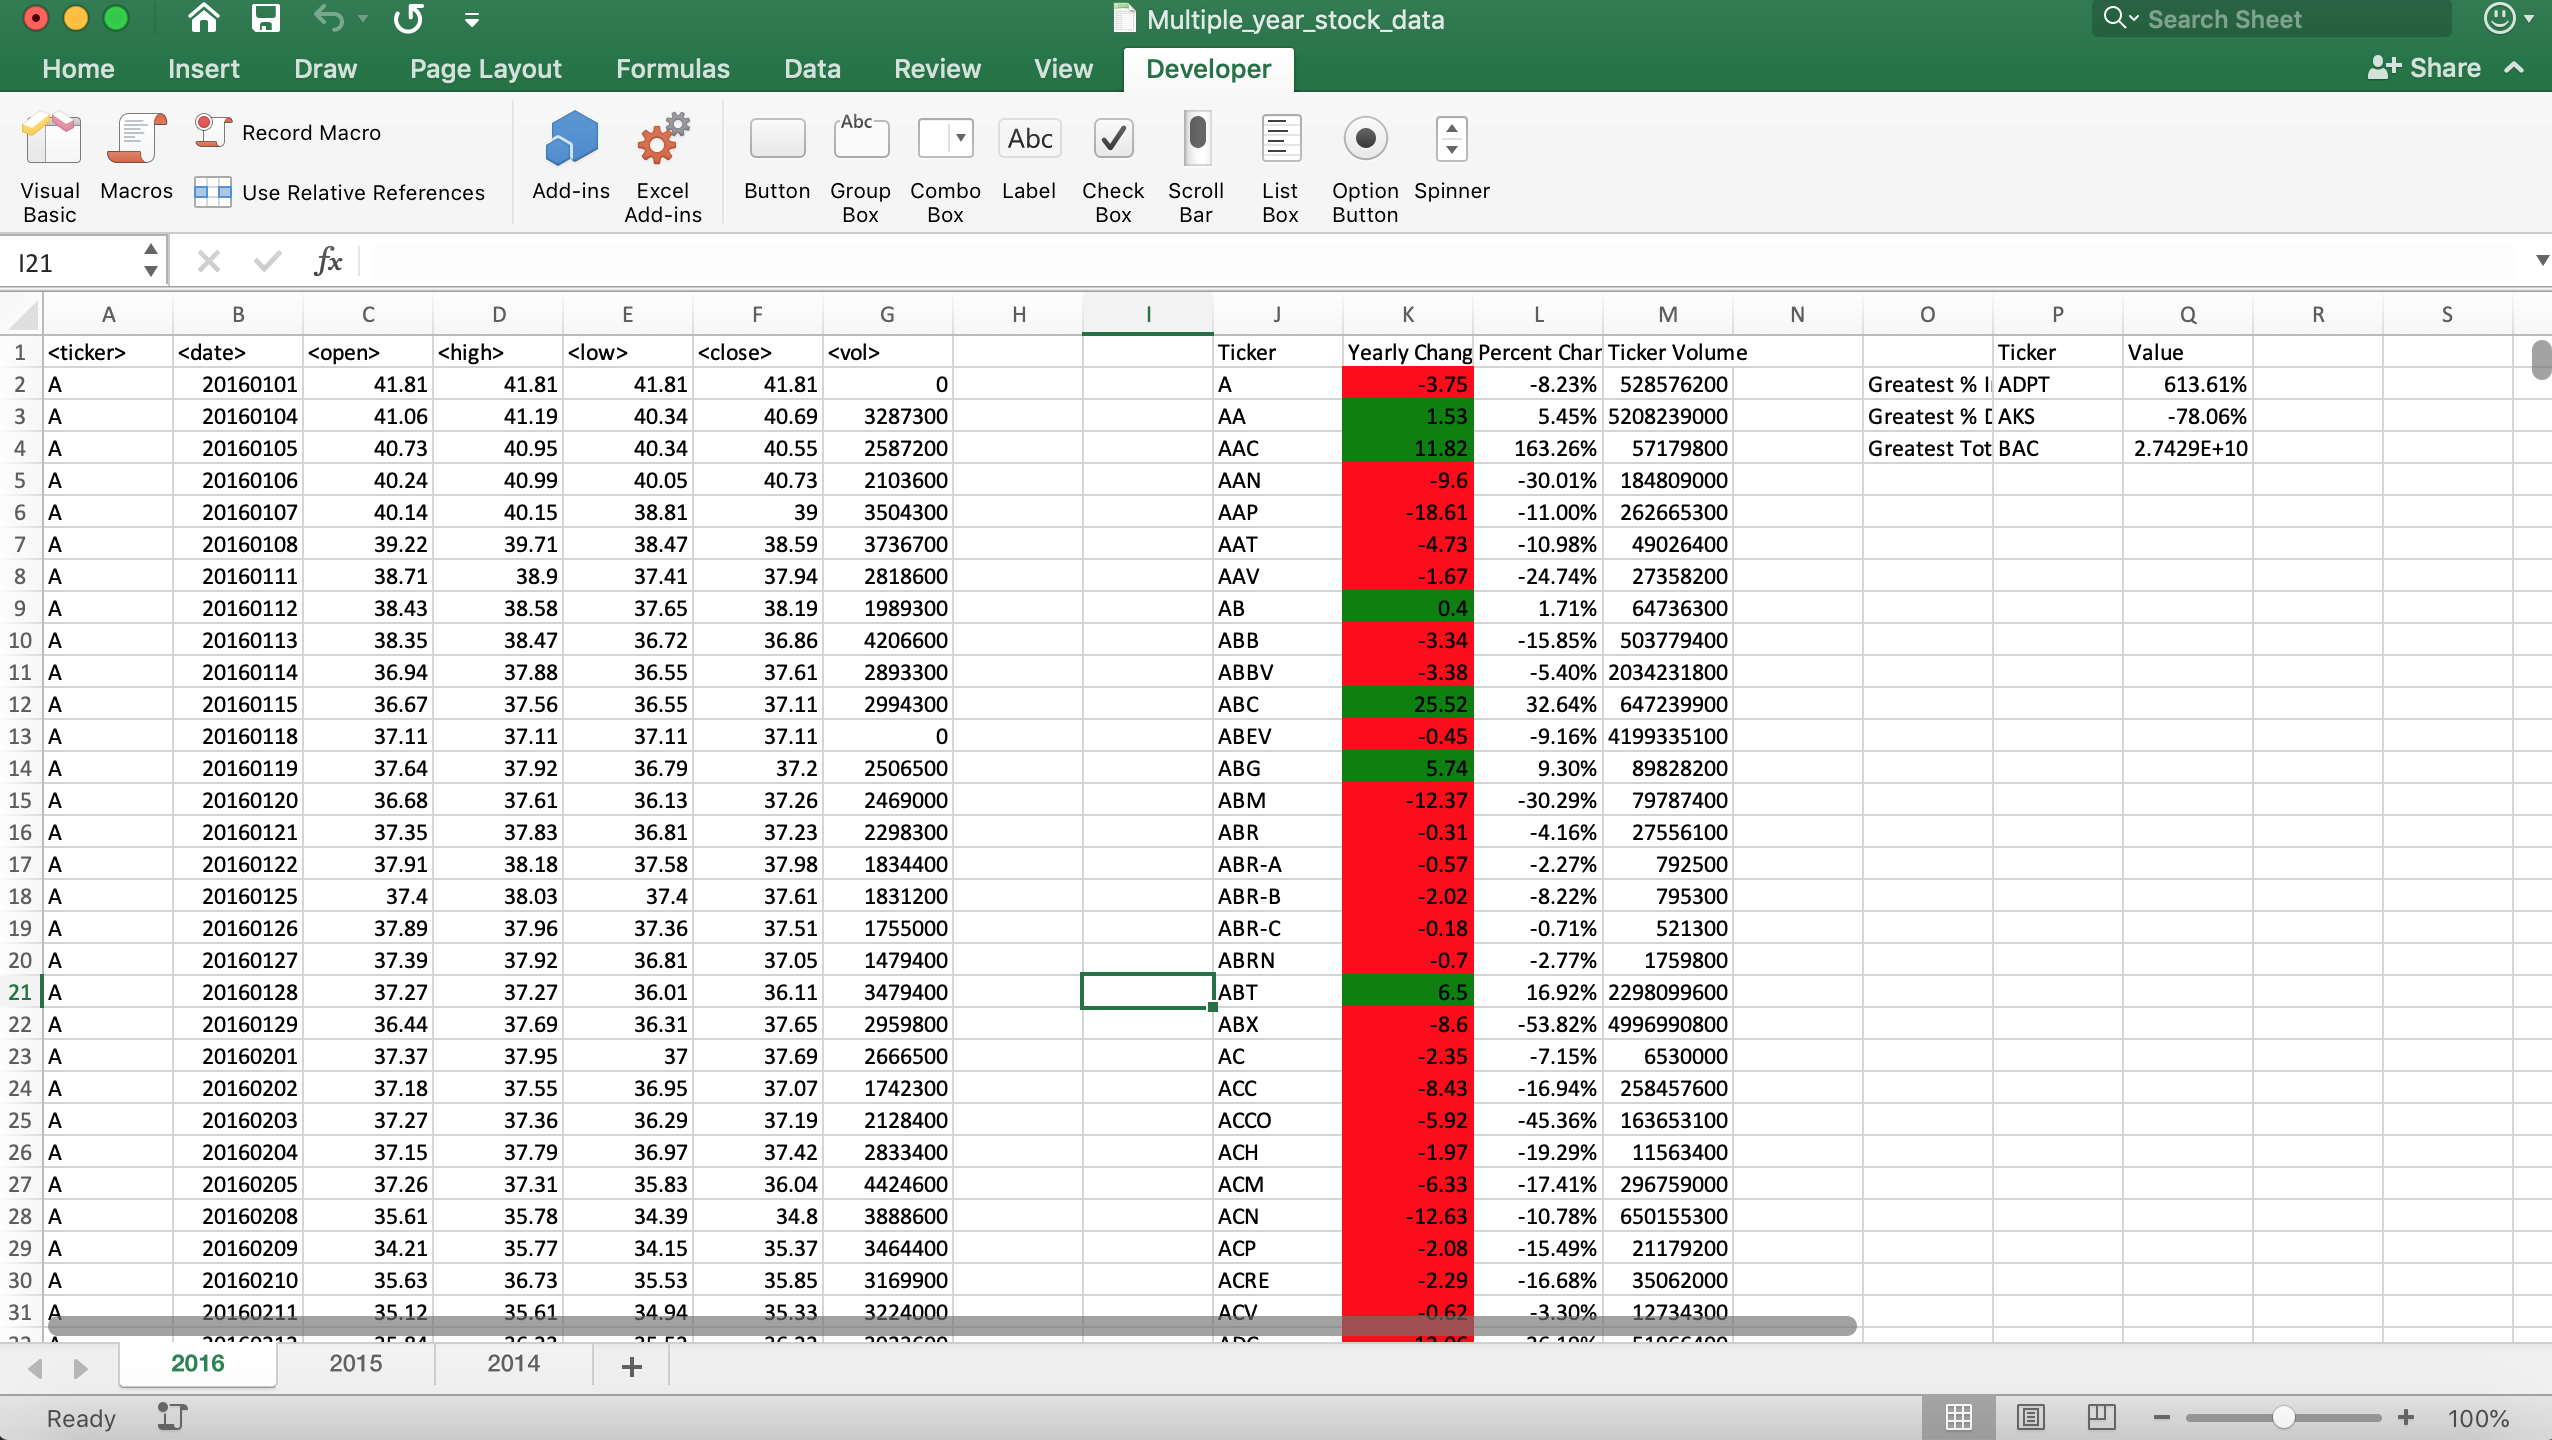 Multiple_year_stock_data
Search Sheet
Home Insert Draw Page Layout Formulas Data Review View Developer Share
Visual Basic
Macros
Record Macro
Use Relative References
Add-ins
Excel Add-ins
Button
Group Box
Combo Box
Label
Check Box
Scroll Bar
List Box
Option Button
Spinner
Abc
Abc
I21
fx
A B C D E F G H I J K L M N O P Q R S
1 <ticker> <date> <open> <high> <low> <close> <vol> Ticker Yearly Chang Percent Char Ticker Volume Ticker Value
2 A 20160101 41.81 41.81 41.81 41.81 0 A -3.75 -8.23% 528576200 Greatest % I ADPT 613.61%
3 A 20160104 41.06 41.19 40.34 40.69 3287300 AA 1.53 5.45% 5208239000 Greatest % D AKS -78.06%
4 A 20160105 40.73 40.95 40.34 40.55 2587200 AAC 11.82 163.26% 57179800 Greatest Tot BAC 2.7429E+10
5 A 20160106 40.24 40.99 40.05 40.73 2103600 AAN -9.6 -30.01% 184809000
6 A 20160107 40.14 40.15 38.81 39 3504300 AAP -18.61 -11.00% 262665300
7 A 20160108 39.22 39.71 38.47 38.59 3736700 AAT -4.73 -10.98% 49026400
8 A 20160111 38.71 38.9 37.41 37.94 2818600 AAV -1.67 -24.74% 27358200
9 A 20160112 38.43 38.58 37.65 38.19 1989300 AB 0.4 1.71% 64736300
10 A 20160113 38.35 38.47 36.72 36.86 4206600 ABB -3.34 -15.85% 503779400
11 A 20160114 36.94 37.88 36.55 37.61 2893300 ABBV -3.38 -5.40% 2034231800
12 A 20160115 36.67 37.56 36.55 37.11 2994300 ABC 25.52 32.64% 647239900
13 A 20160118 37.11 37.11 37.11 37.11 0 ABEV -0.45 -9.16% 4199335100
14 A 20160119 37.64 37.92 36.79 37.2 2506500 ABG 5.74 9.30% 89828200
15 A 20160120 36.68 37.61 36.13 37.26 2469000 ABM -12.37 -30.29% 79787400
16 A 20160121 37.35 37.83 36.81 37.23 2298300 ABR -0.31 -4.16% 27556100
17 A 20160122 37.91 38.18 37.58 37.98 1834400 ABR-A -0.57 -2.27% 792500
18 A 20160125 37.4 38.03 37.4 37.61 1831200 ABR-B -2.02 -8.22% 795300
19 A 20160126 37.89 37.96 37.36 37.51 1755000 ABR-C -0.18 -0.71% 521300
20 A 20160127 37.39 37.92 36.81 37.05 1479400 ABRN -0.7 -2.77% 1759800
21 A 20160128 37.27 37.27 36.01 36.11 3479400 ABT 6.5 16.92% 2298099600
22 A 20160129 36.44 37.69 36.31 37.65 2959800 ABX -8.6 -53.82% 4996990800
23 A 20160201 37.37 37.95 37 37.69 2666500 AC -2.35 -7.15% 6530000
24 A 20160202 37.18 37.55 36.95 37.07 1742300 ACC -8.43 -16.94% 258457600
25 A 20160203 37.27 37.36 36.29 37.19 2128400 ACCO -5.92 -45.36% 163653100
26 A 20160204 37.15 37.79 36.97 37.42 2833400 ACH -1.97 -19.29% 11563400
27 A 20160205 37.26 37.31 35.83 36.04 4424600 ACM -6.33 -17.41% 296759000
28 A 20160208 35.61 35.78 34.39 34.8 3888600 ACN -12.63 -10.78% 650155300
29 A 20160209 34.21 35.77 34.15 35.37 3464400 ACP -2.08 -15.49% 21179200
30 A 20160210 35.63 36.73 35.53 35.85 3169900 ACRE -2.29 -16.68% 35062000
31 A 20160211 35.12 35.61 34.94 35.33 3224000 ACV -0.62 -3.30% 12734300
2016 2015 2014
Ready
100%